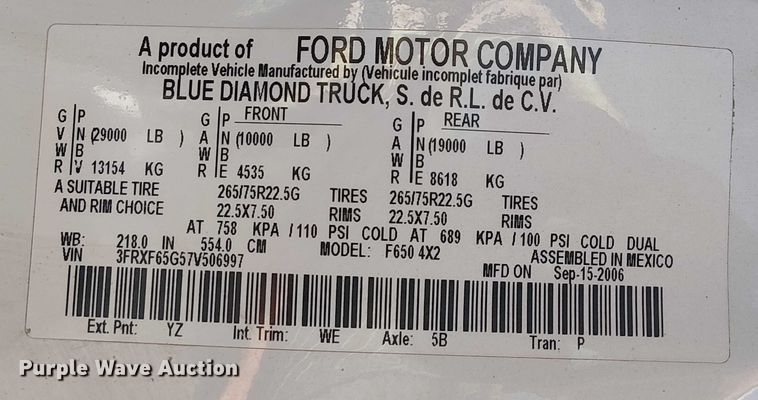 A product of FORD MOTOR COMPANY
Incomplete Vehicle Manufactured by (Vehicule incomplet fabrique par)
BLUE DIAMOND TRUCK, S. de R.L. de C.V.
G P G P FRONT G P REAR
V N (29000 LB ) A N (10000 LB ) A N (19000 LB )
W B W B W B
R V 13154 KG R E 4535 KG R E 8618 KG
A SUITABLE TIRE 265/75R22.5G TIRES 265/75R22.5G TIRES
AND RIM CHOICE 22.5X7.50 RIMS 22.5X7.50 RIMS
AT 758 KPA /110 PSI COLD AT 689 KPA / 100 PSI COLD DUAL
WB: 218.0 IN 554.0 CM MODEL: F650 4X2 ASSEMBLED IN MEXICO
VIN 3FRXF65G57V506997 MFD ON Sep-15-2006
Ext. Pnt: YZ Int. Trim: WE Axle: 5B Tran: P
Purple Wave Auction